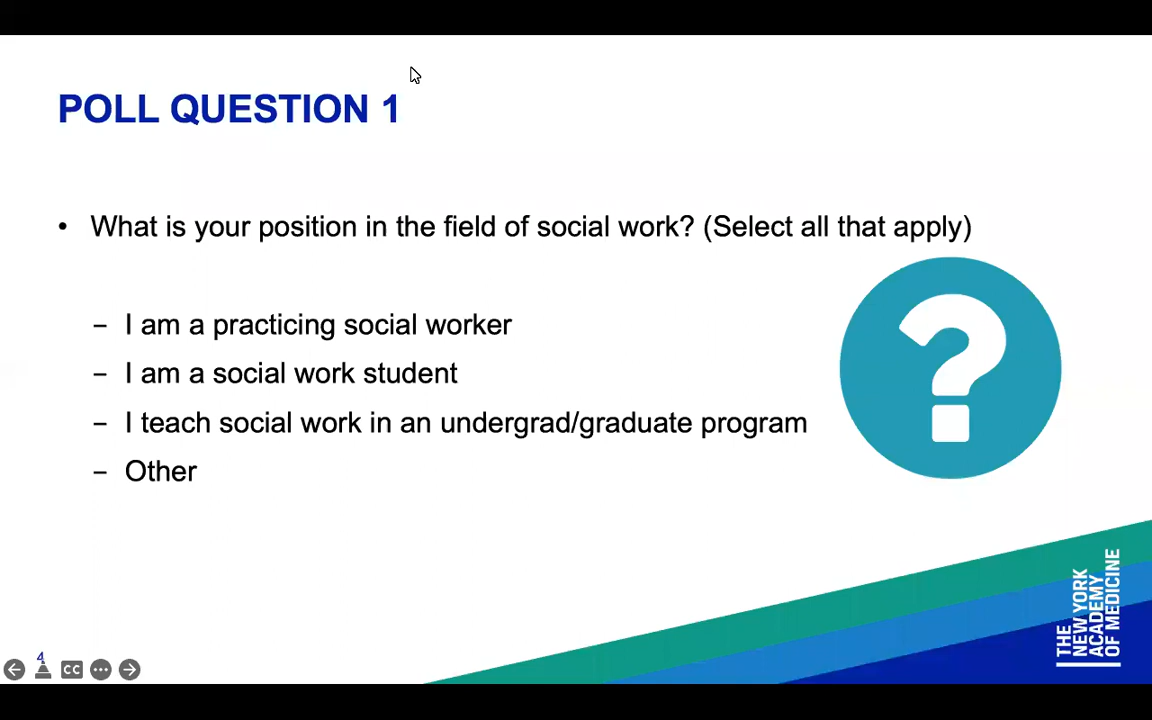 POLL QUESTION 1
• What is your position in the field of social work? (Select all that apply)
– I am a practicing social worker
– I am a social work student
– I teach social work in an undergrad/graduate program
– Other
?
THE
NEW YORK
ACADEMY
OF MEDICINE
4
CC